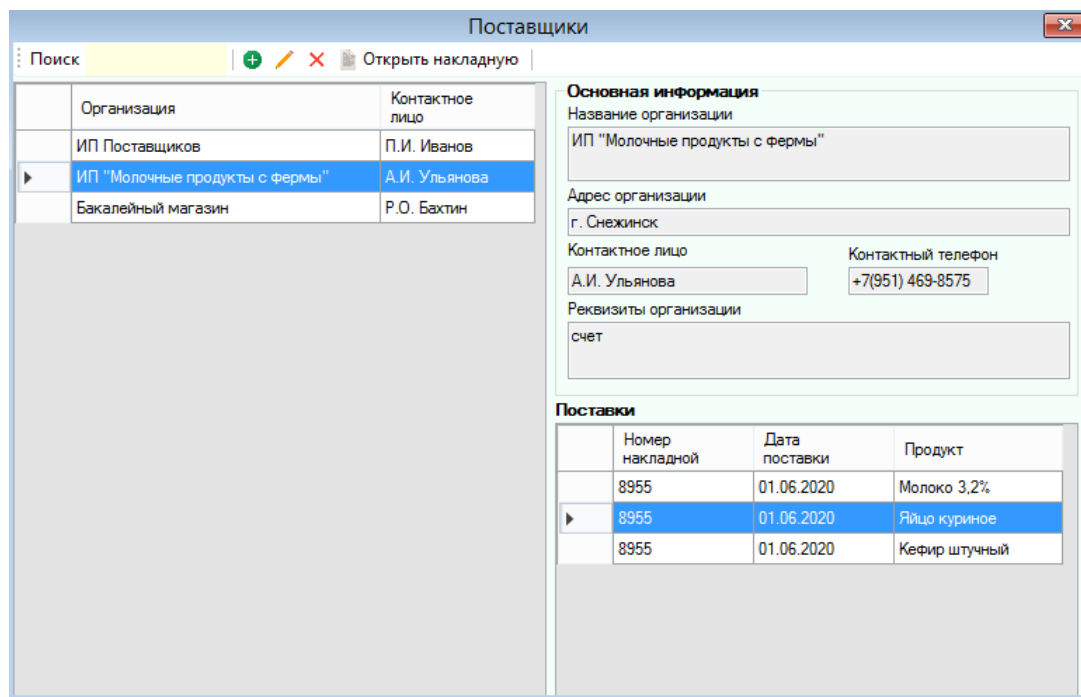 Поставщики
Поиск Открыть накладную
Организация Контактное лицо
ИП Поставщиков П.И. Иванов
ИП "Молочные продукты с фермы" А.И. Ульянова
Бакалейный магазин Р.О. Бахтин
Основная информация
Название организации
ИП "Молочные продукты с фермы"
Адрес организации
г. Снежинск
Контактное лицо Контактный телефон
А.И. Ульянова +7(951) 469-8575
Реквизиты организации
счет
Поставки
Номер накладной Дата поставки Продукт
8955 01.06.2020 Молоко 3,2%
8955 01.06.2020 Яйцо куриное
8955 01.06.2020 Кефир штучный